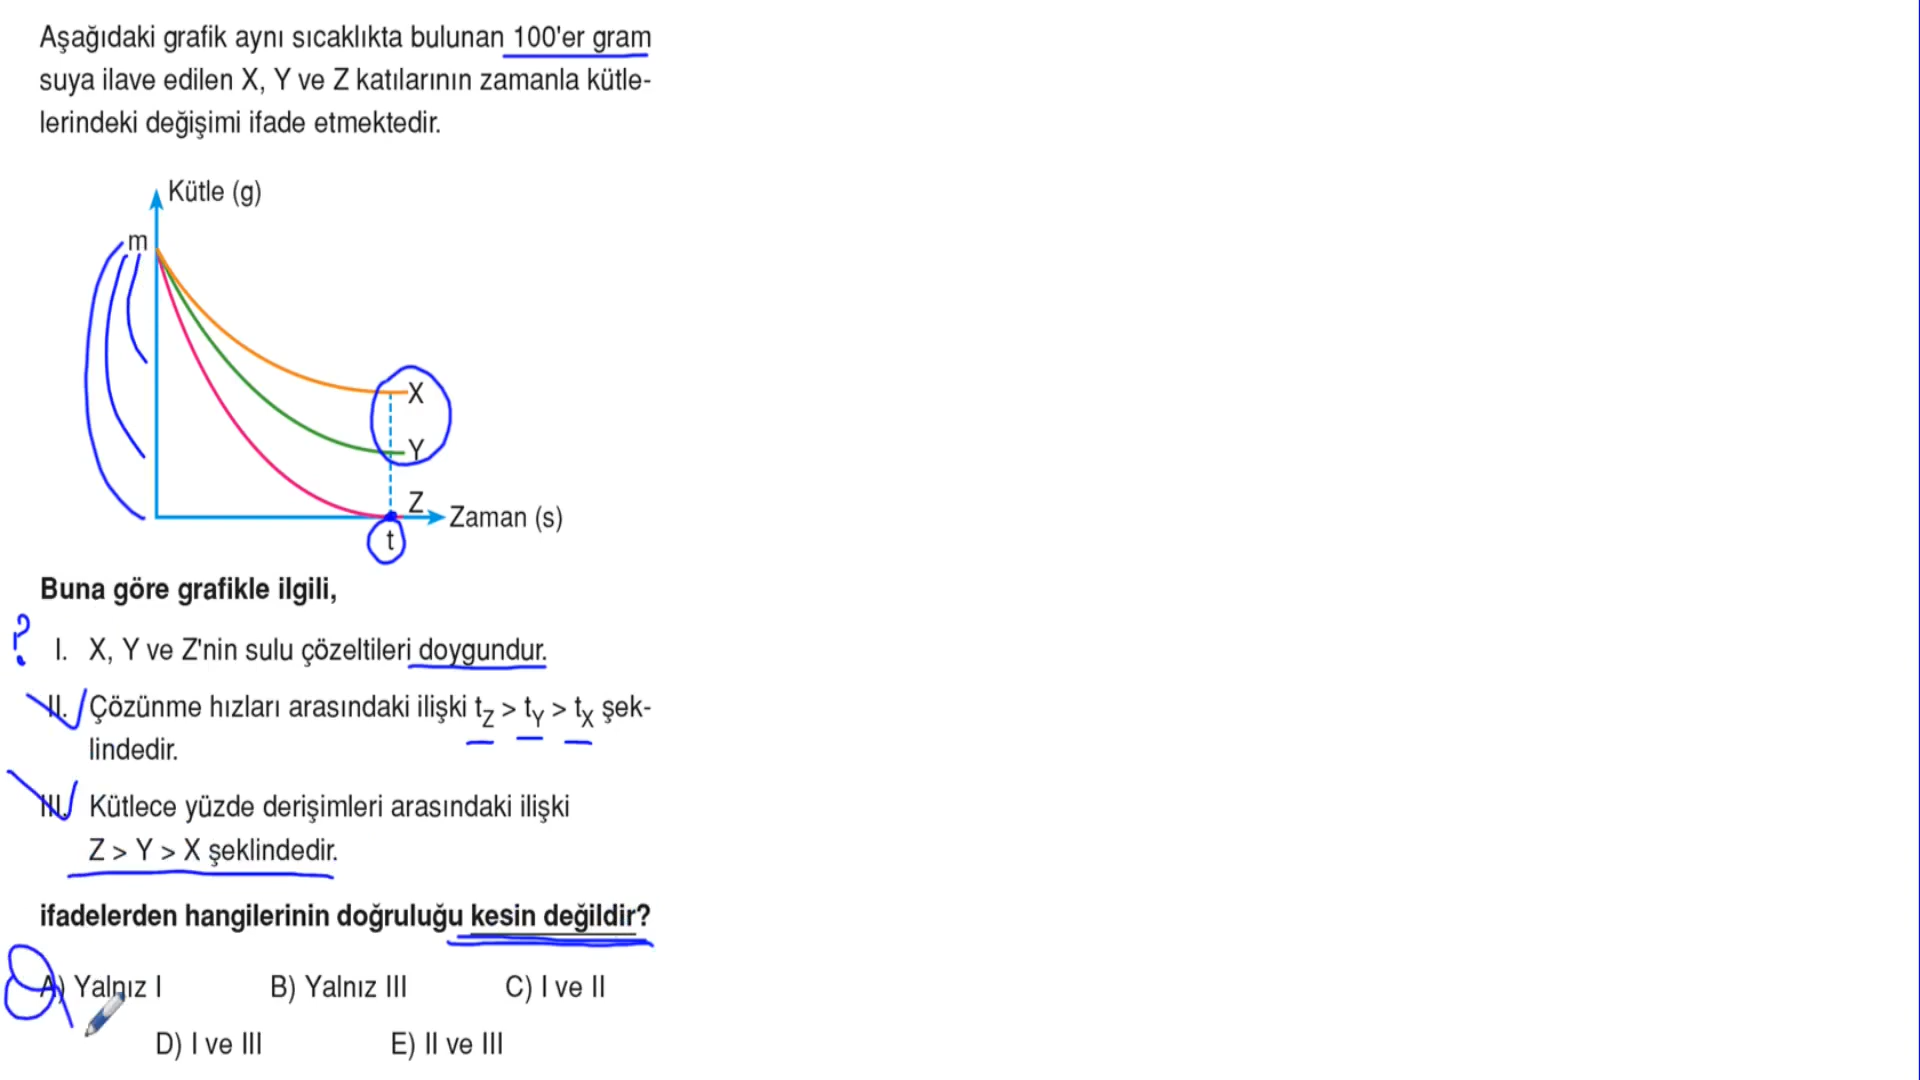 Aşağıdaki grafik aynı sıcaklıkta bulunan 100'er gram
suya ilave edilen X, Y ve Z katılarının zamanla kütle-
lerindeki değişimi ifade etmektedir.
Kütle (g)
m
X
Y
Z
Zaman (s)
t
Buna göre grafikle ilgili,
?
I. X, Y ve Z'nin sulu çözeltileri doygundur.
II. Çözünme hızları arasındaki ilişki tZ > tY > tX şek-
lindedir.
III. Kütlece yüzde derişimleri arasındaki ilişki
Z > Y > X şeklindedir.
ifadelerden hangilerinin doğruluğu kesin değildir?
A) Yalnız I B) Yalnız III C) I ve II
D) I ve III E) II ve III